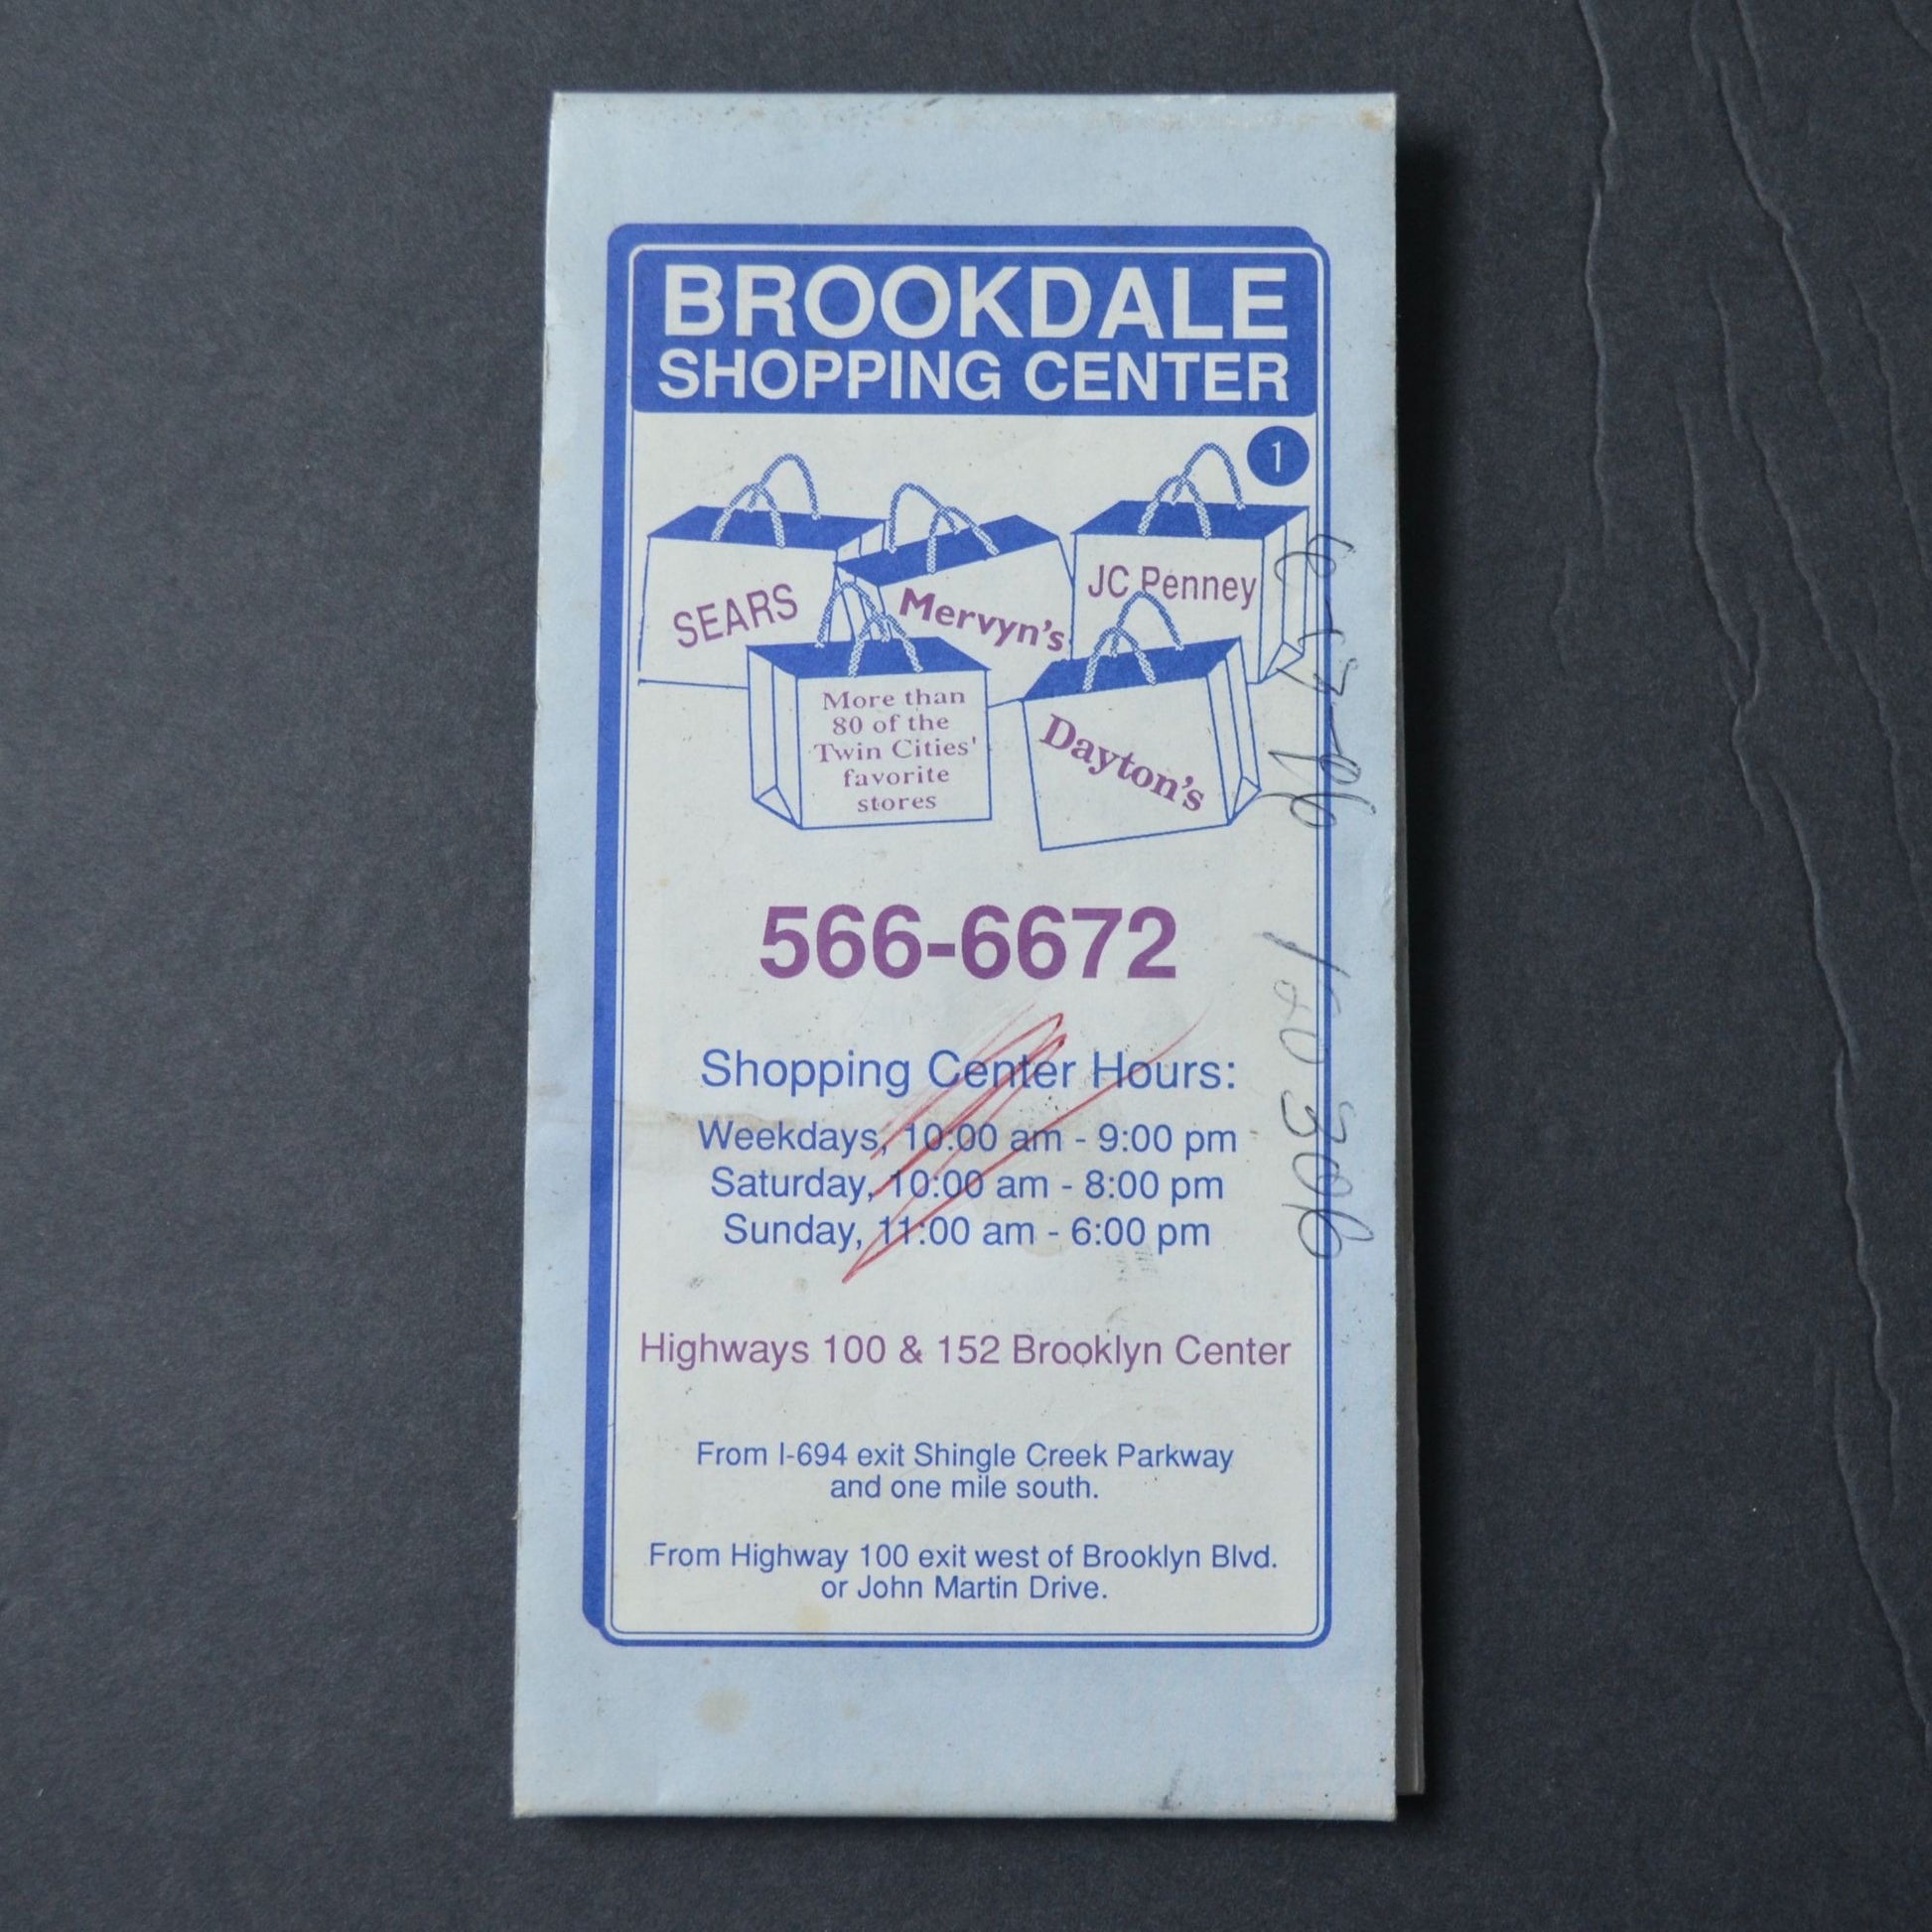 BROOKDALE
SHOPPING CENTER
1
SEARS
Mervyn's
JC Penney
More than
80 of the
Twin Cities'
favorite
stores
Dayton's
566-6672
Shopping Center Hours:
Weekdays, 10:00 am - 9:00 pm
Saturday, 10:00 am - 8:00 pm
Sunday, 11:00 am - 6:00 pm
Highways 100 & 152 Brooklyn Center
From I-694 exit Shingle Creek Parkway
and one mile south.
From Highway 100 exit west of Brooklyn Blvd.
or John Martin Drive.